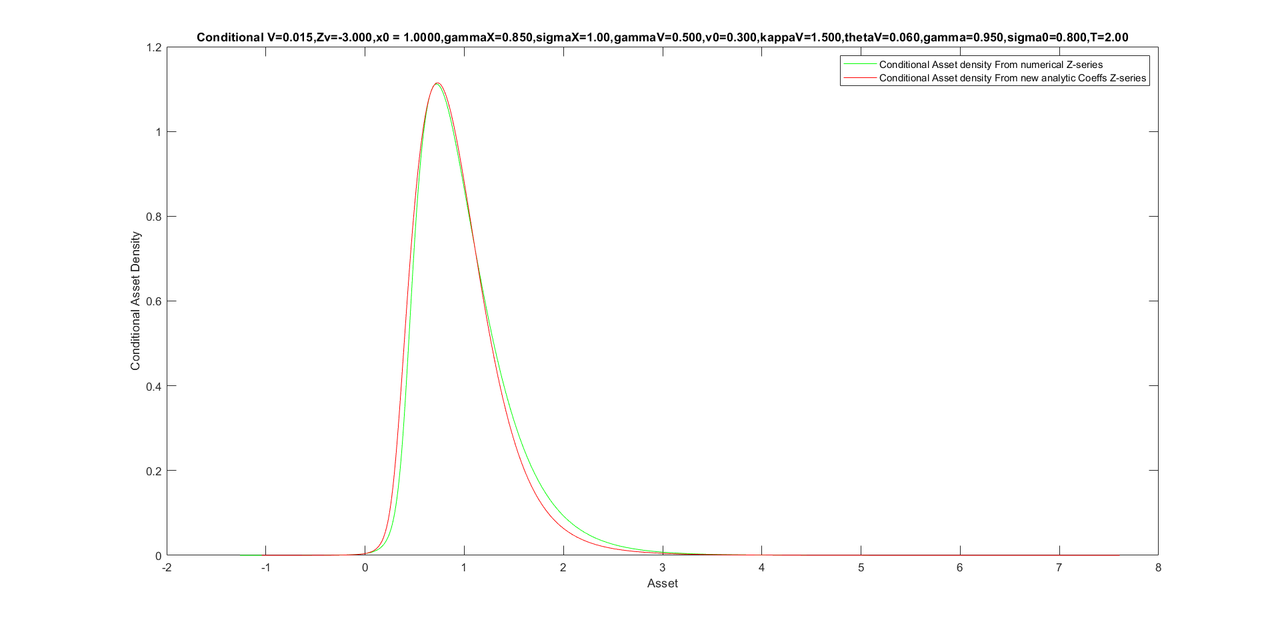 Conditional V=0.015,Zv=-3.000,x0 = 1.0000,gammaX=0.850,sigmaX=1.00,gammaV=0.500,v0=0.300,kappaV=1.500,thetaV=0.060,gamma=0.950,sigma0=0.800,T=2.00
Conditional Asset density From numerical Z-series
Conditional Asset density From new analytic Coeffs Z-series
Conditional Asset Density
1.2
1
0.8
0.6
0.4
0.2
0
-2 -1 0 1 2 3 4 5 6 7 8
Asset